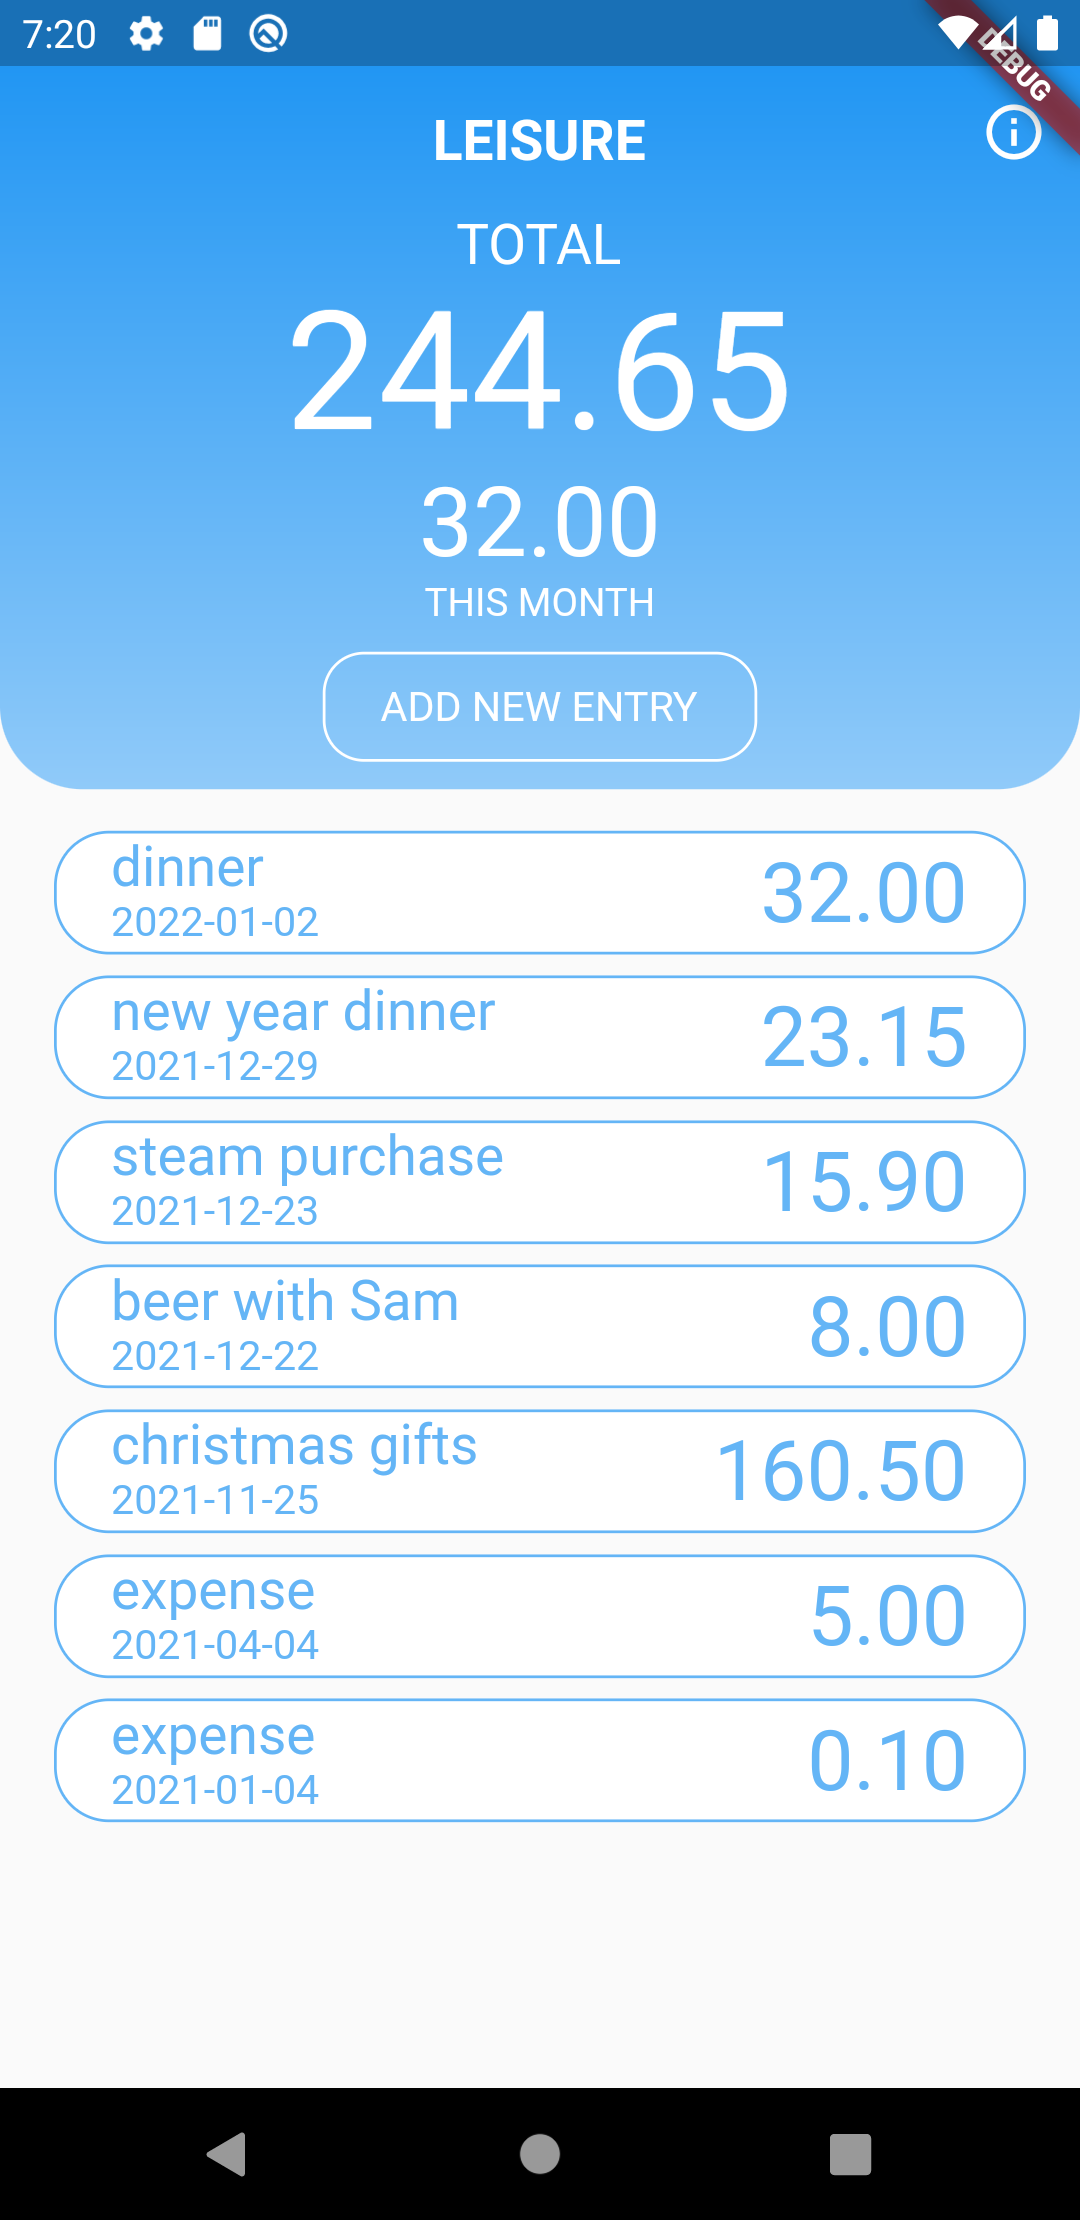 7:20
DEBUG
LEISURE
TOTAL
244.65
32.00
THIS MONTH
ADD NEW ENTRY
dinner
2022-01-02
32.00
new year dinner
2021-12-29
23.15
steam purchase
2021-12-23
15.90
beer with Sam
2021-12-22
8.00
christmas gifts
2021-11-25
160.50
expense
2021-04-04
5.00
expense
2021-01-04
0.10